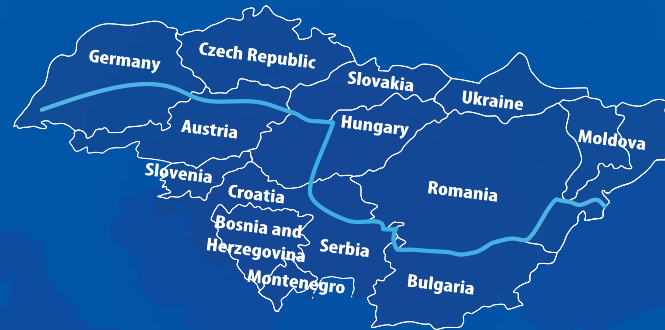 Germany
Czech Republic
Slovakia
Ukraine
Austria
Hungary
Moldova
Slovenia
Croatia
Romania
Bosnia and
Herzegovina
Serbia
Montenegro
Bulgaria